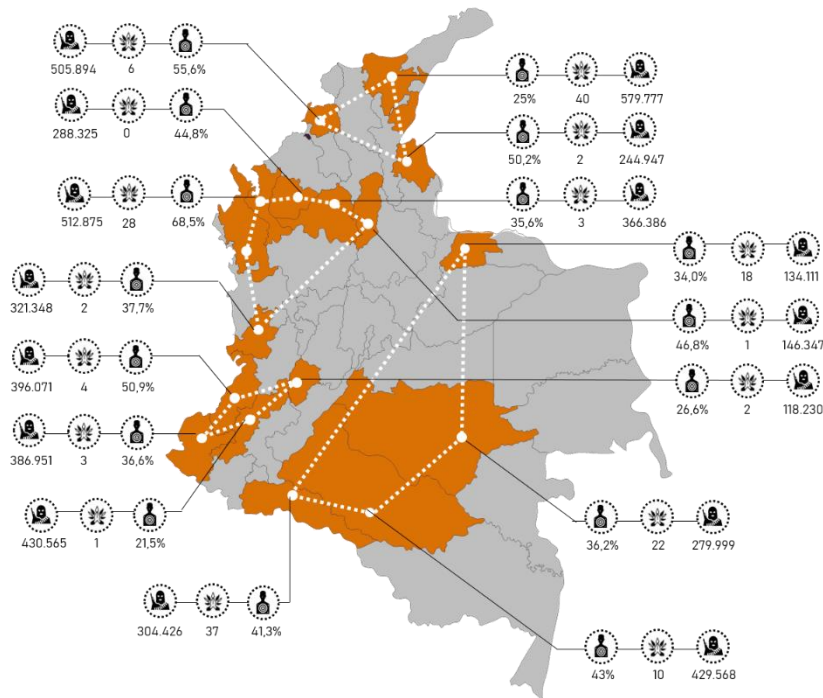 505.894 6 55,6%
288.325 0 44,8%
512.875 28 68,5%
321.348 2 37,7%
396.071 4 50,9%
386.951 3 36,6%
430.565 1 21,5%
304.426 37 41,3%
25% 40 579.777
50,2% 2 244.947
35,6% 3 366.386
34,0% 18 134.111
46,8% 1 146.347
26,6% 2 118.230
36,2% 22 279.999
43% 10 429.568